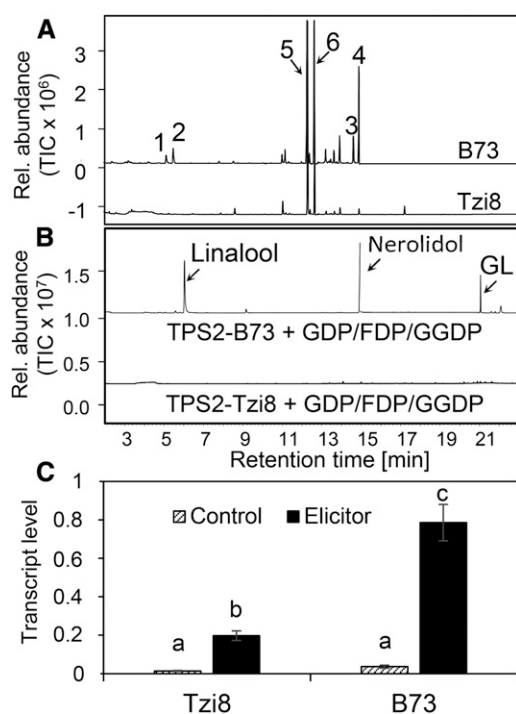 A
Rel. abundance
(TIC x 10⁶)
3
2
1
0
-1
1 2
5
6
3
4
B73
Tzi8
B
Rel. abundance
(TIC x 10⁷)
1.5
1.0
0.5
0.0
Linalool
Nerolidol
GL
TPS2-B73 + GDP/FDP/GGDP
TPS2-Tzi8 + GDP/FDP/GGDP
3 5 7 9 11 13 15 17 19 21
Retention time [min]
C
Transcript level
1
0.8
0.6
0.4
0.2
0
Control Elicitor
a
b
a
c
Tzi8 B73